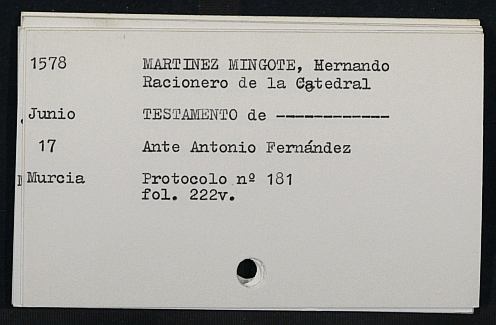 1578 MARTINEZ MINGOTE, Hernando
Racionero de la Catedral
Junio TESTAMENTO de ------------
17 Ante Antonio Fernández
Murcia Protocolo nº 181
fol. 222v.